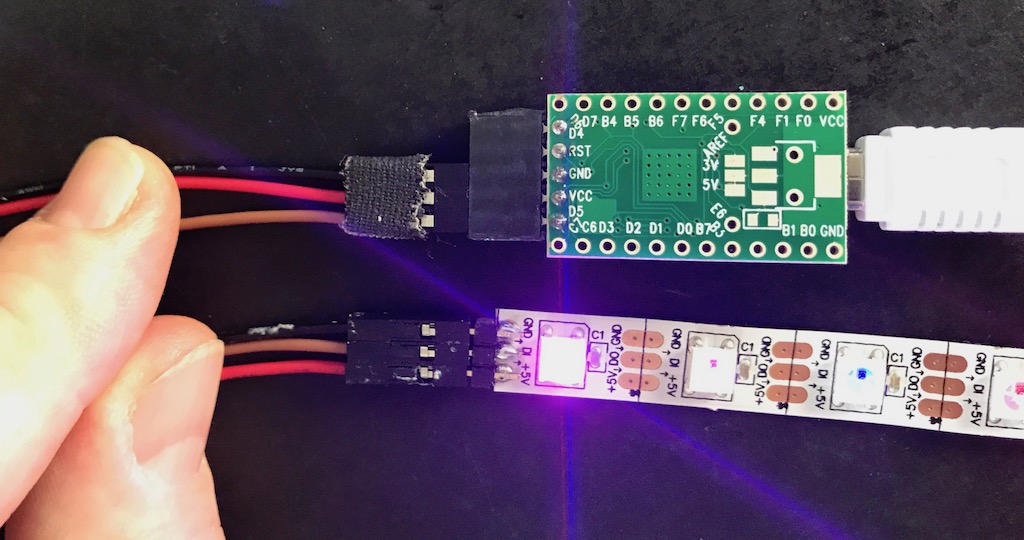 D7 B4 B5 B6 F7 F6 F5 F4 F1 F0 VCC
D4
RST
GND
VCC
D5
C6 D3 D2 D1 D0 B7 B1 B0 GND
AREF
3V
5V
E6
GND DI +5V
C1
GND DO 5V+
GND DI +5V
C1
GND DO 5V+
GND DI +5V
C1
GND DO 5V+
GND DI +5V